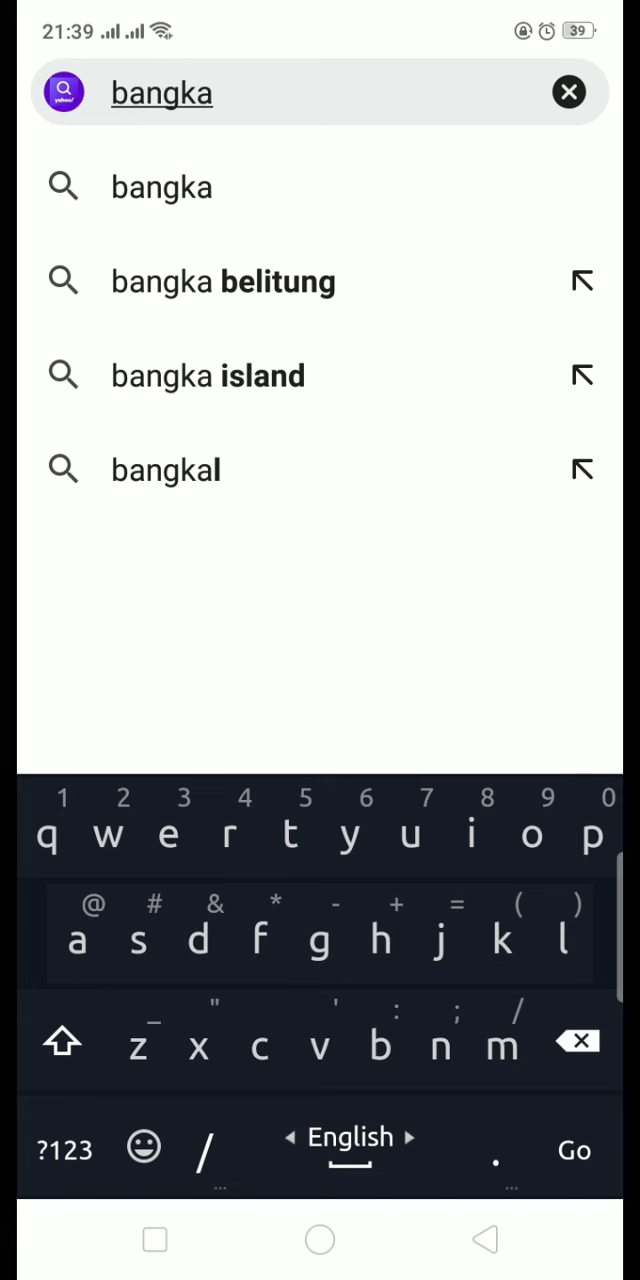 21:39 39
yahoo! bangka
bangka
bangka belitung
bangka island
bangkal
1 2 3 4 5 6 7 8 9 0
q w e r t y u i o p
@ # & * - + = ( )
a s d f g h j k l
_ " ' : ; /
z x c v b n m
?123 / English . Go